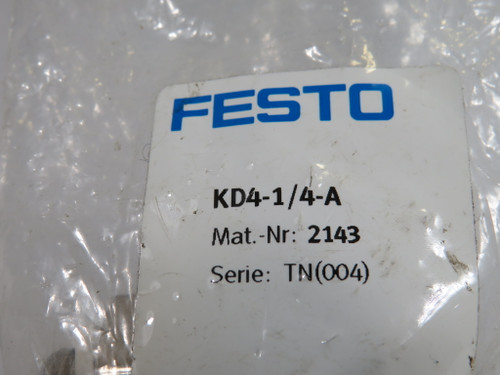 FESTO
KD4-1/4-A
Mat.-Nr: 2143
Serie: TN(004)